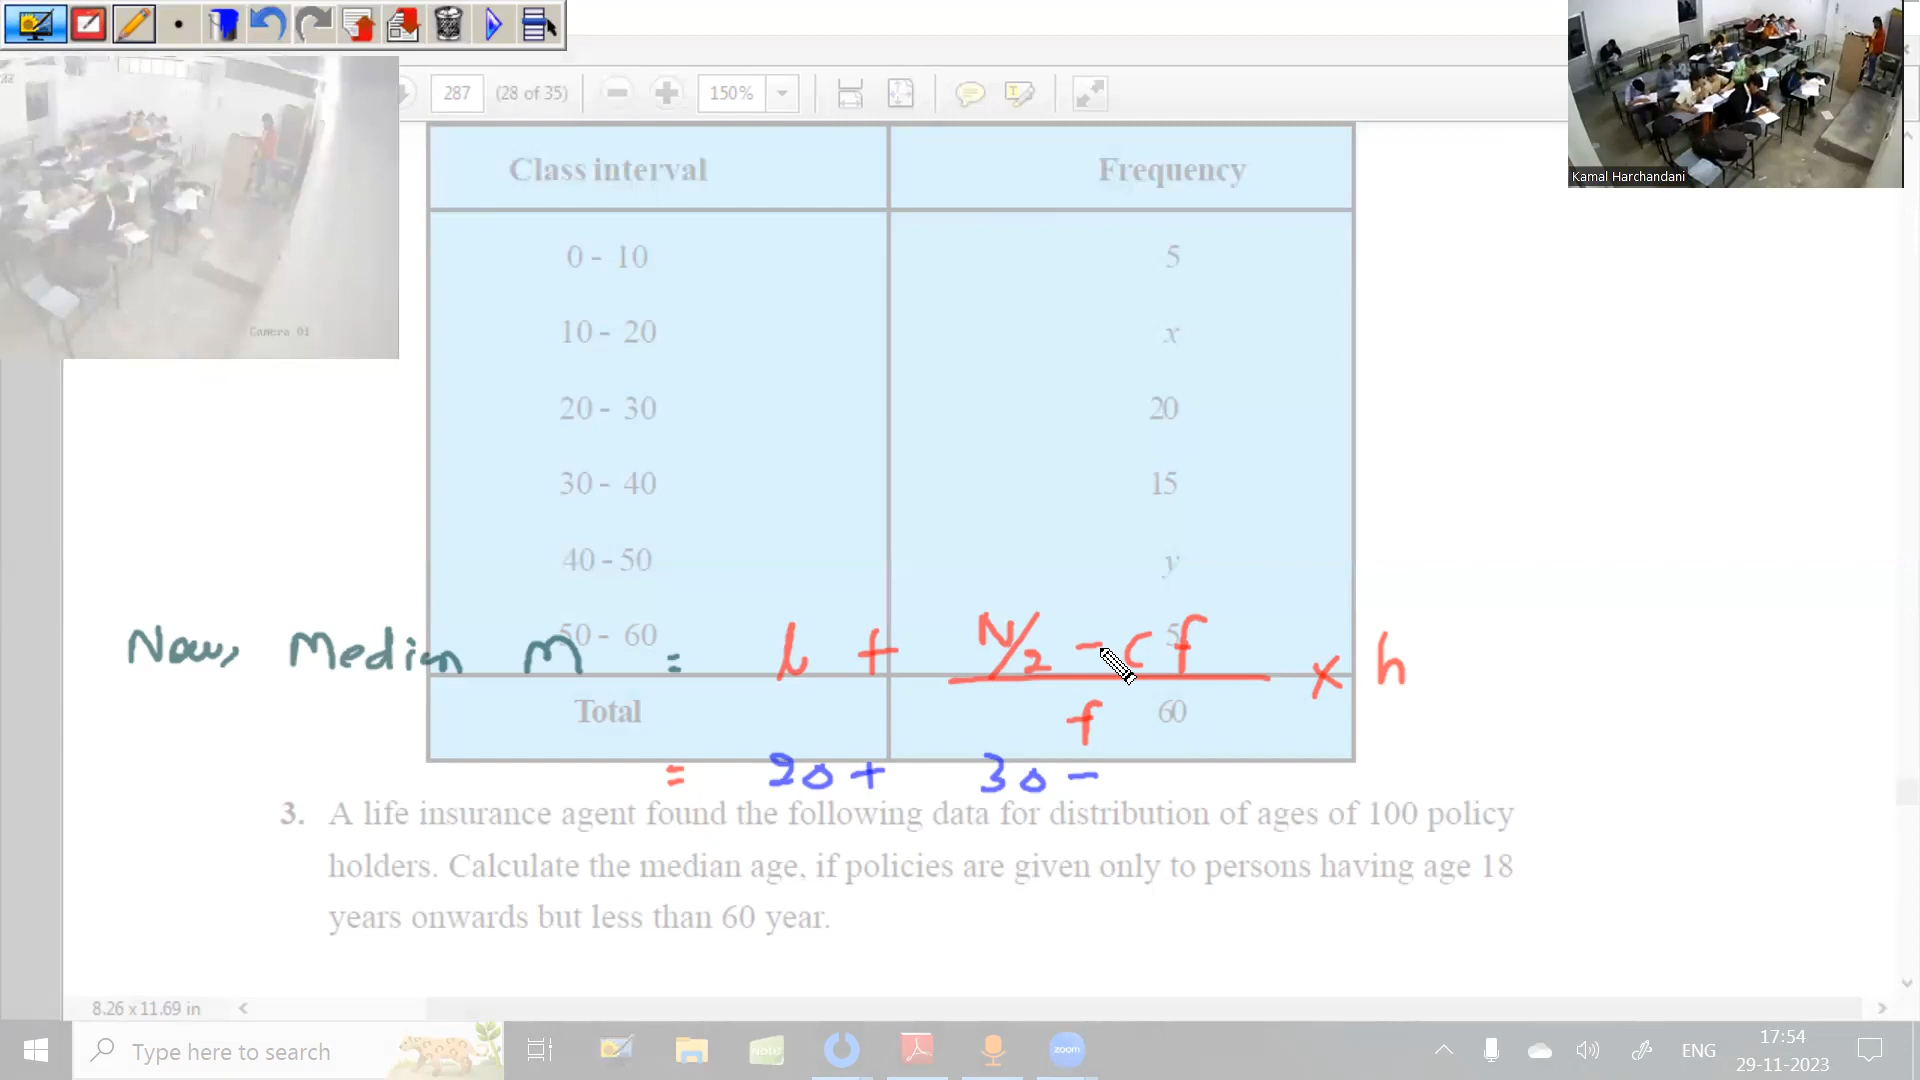 287 (28 of 35) 150%
Kamal Harchandani
Camera 01
Class interval Frequency
0 - 10 5
10 - 20 x
20 - 30 20
30 - 40 15
40 - 50 y
50 - 60 5
Now, Median m = l + N/2 - cf / f × h
Total 60
= 20 + 30 -
3. A life insurance agent found the following data for distribution of ages of 100 policy
holders. Calculate the median age, if policies are given only to persons having age 18
years onwards but less than 60 year.
8.26 x 11.69 in
Type here to search
Note
zoom
ENG
17:54
29-11-2023